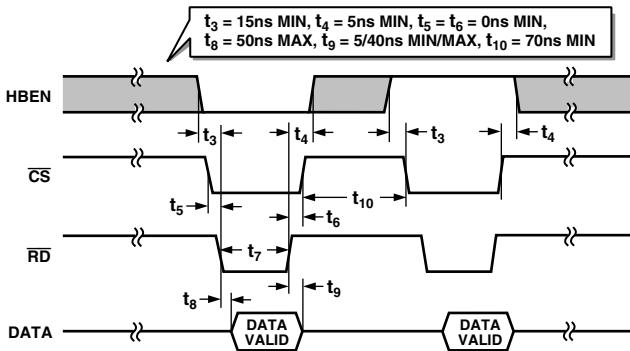 t3 = 15ns MIN, t4 = 5ns MIN, t5 = t6 = 0ns MIN,
t8 = 50ns MAX, t9 = 5/40ns MIN/MAX, t10 = 70ns MIN
HBEN
t3
t4
t3
t4
CS
t5
t10
t6
RD
t7
t8
t9
DATA
DATA VALID
DATA VALID